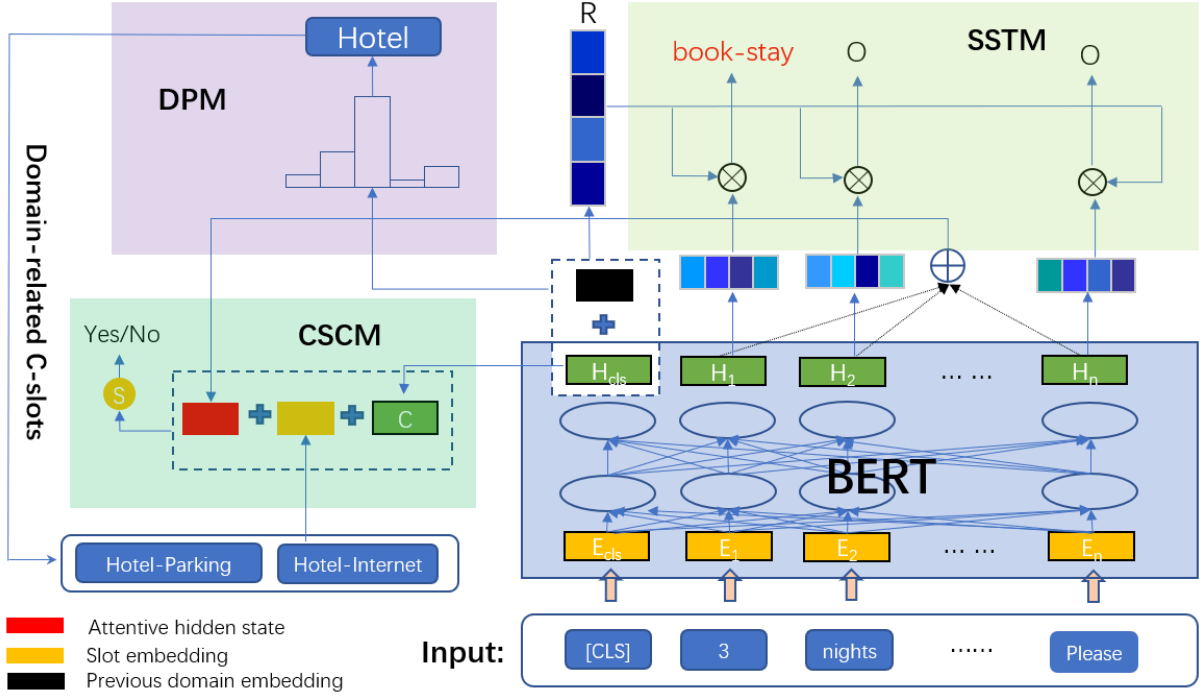 R
Hotel
SSTM
book-stay
O
O
DPM
Domain-related C-slots
Yes/No
CSCM
S
C
Hcls
H1
H2
... ...
Hn
BERT
Ecls
E1
E2
... ...
En
Hotel-Parking
Hotel-Internet
Attentive hidden state
Slot embedding
Previous domain embedding
Input:
[CLS]
3
nights
......
Please